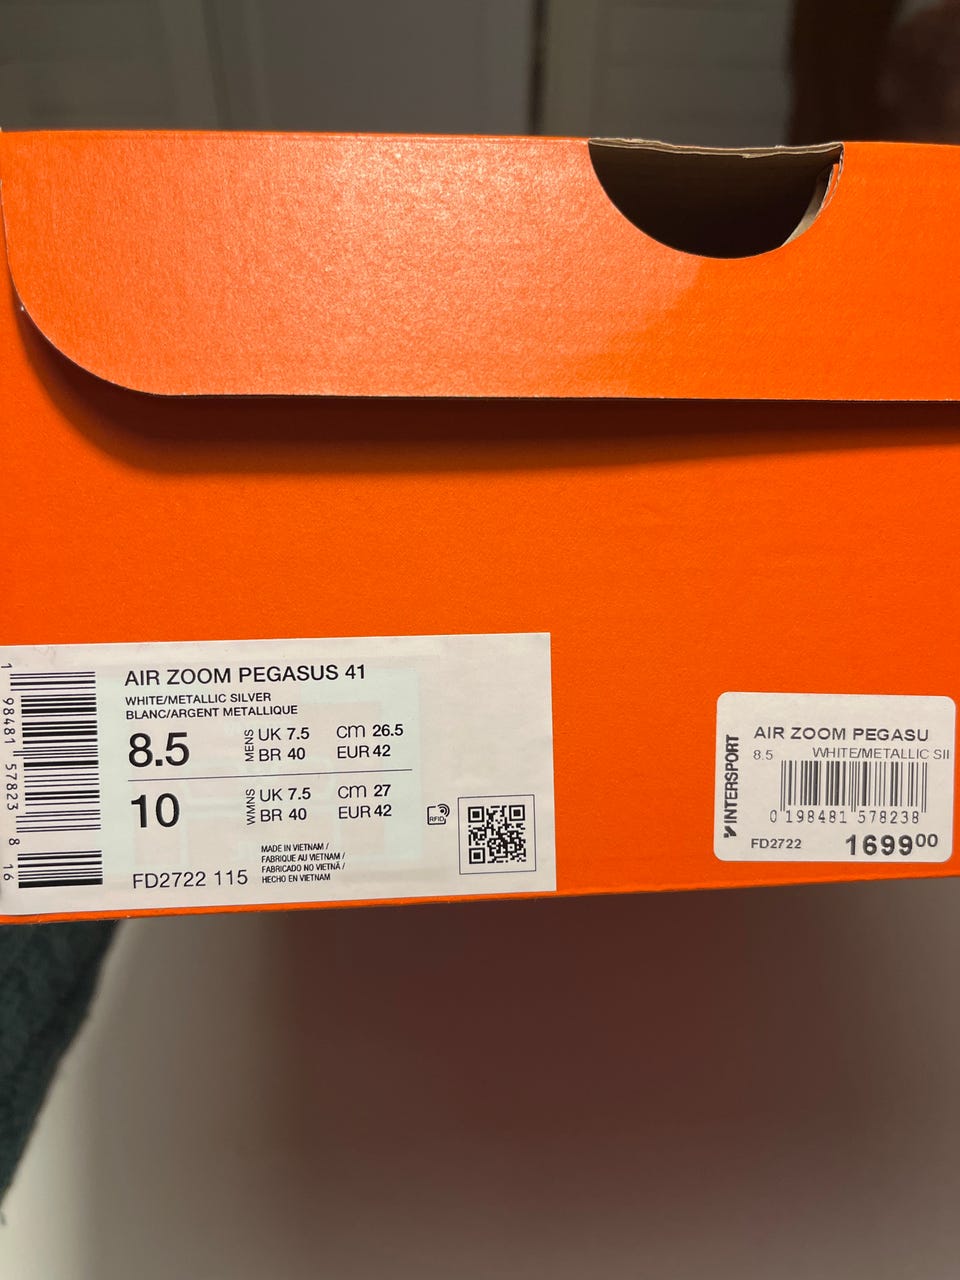 AIR ZOOM PEGASUS 41
WHITE/METALLIC SILVER
BLANC/ARGENT METALLIQUE
8.5 MENS UK 7.5 CM 26.5
BR 40 EUR 42
10 WMNS UK 7.5 CM 27
BR 40 EUR 42
RFID
MADE IN VIETNAM /
FABRIQUE AU VIETNAM /
FABRICADO NO VIETNÃ /
HECHO EN VIETNAM
FD2722 115
1 98481 57823 8 16
INTERSPORT
AIR ZOOM PEGASU
8.5 WHITE/METALLIC SIL
0 198481 578238
FD2722 169900